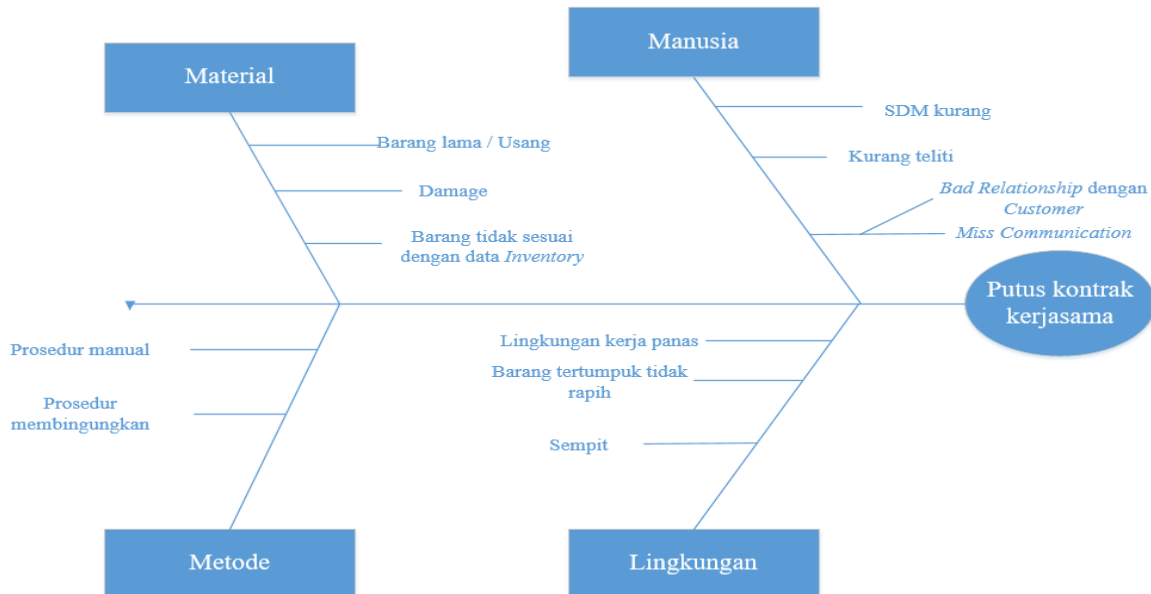 Manusia
Material
SDM kurang
Barang lama / Usang
Kurang teliti
Damage
Bad Relationship dengan
Customer
Miss Communication
Barang tidak sesuai
dengan data Inventory
Putus kontrak
kerjasama
Prosedur manual
Lingkungan kerja panas
Barang tertumpuk tidak
rapih
Prosedur
membingungkan
Sempit
Metode
Lingkungan